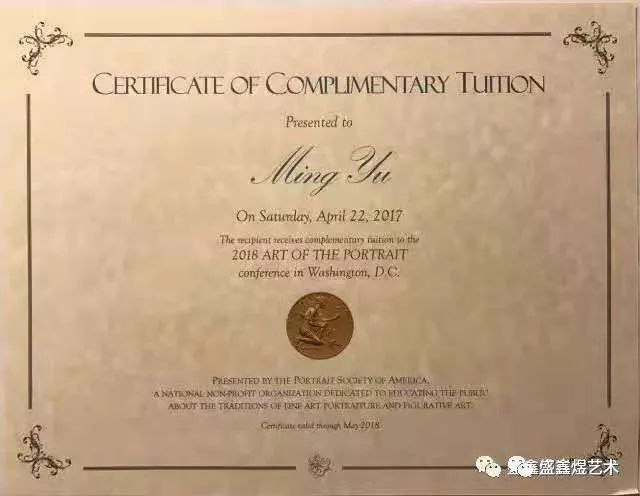 CERTIFICATE OF COMPLIMENTARY TUITION
Presented to
Ming Yu
On Saturday, April 22, 2017
The recipient receives complementary tuition to the
2018 ART OF THE PORTRAIT
conference in Washington, D.C.
PRESENTED BY THE PORTRAIT SOCIETY OF AMERICA,
A NATIONAL NON-PROFIT ORGANIZATION DEDICATED TO EDUCATING THE PUBLIC
ABOUT THE TRADITIONS OF FINE ART PORTRAITURE AND FIGURATIVE ART.
Certificate valid through May 2018
鑫盛鑫煜艺术